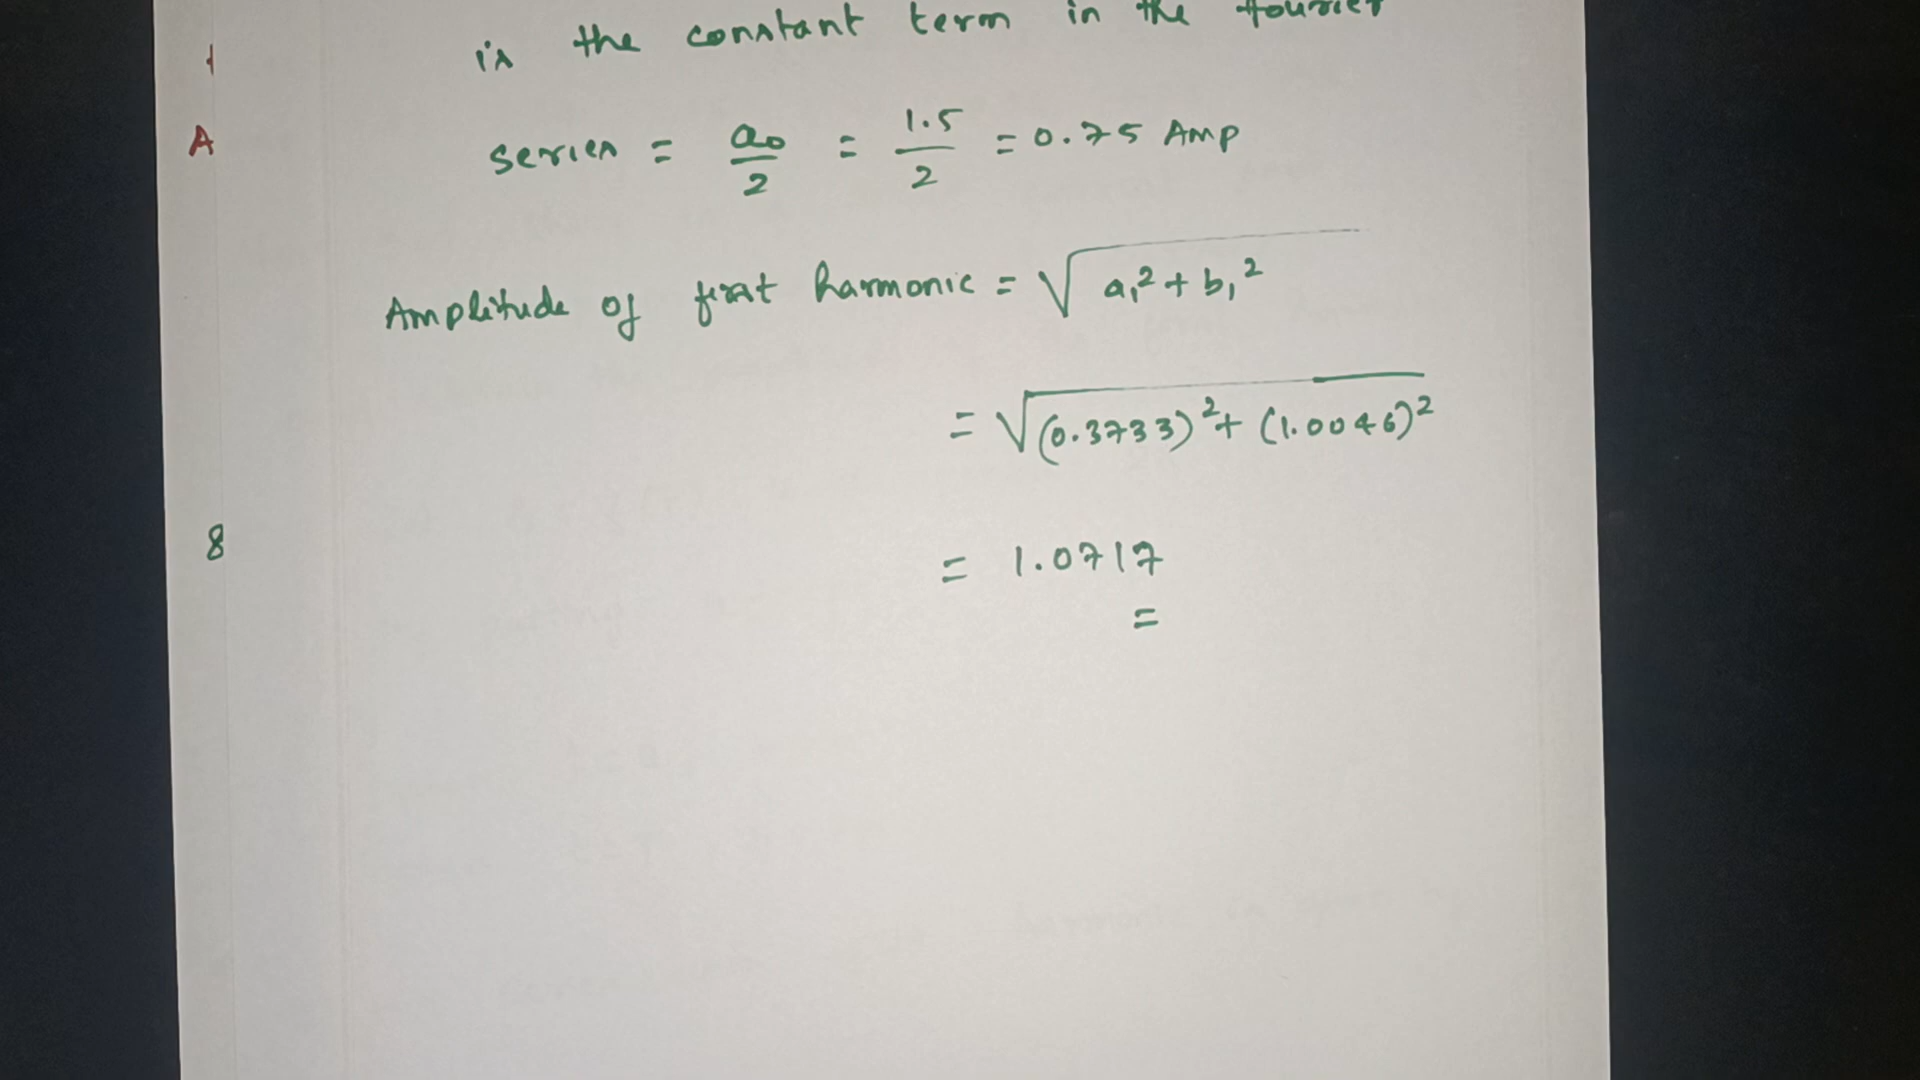 is the constant term in the Fourier
A
series = a₀/2 = 1.5/2 = 0.75 Amp
Amplitude of first harmonic = √(a₁² + b₁²)
= √((0.3733)² + (1.0046)²)
8
= 1.0717
=